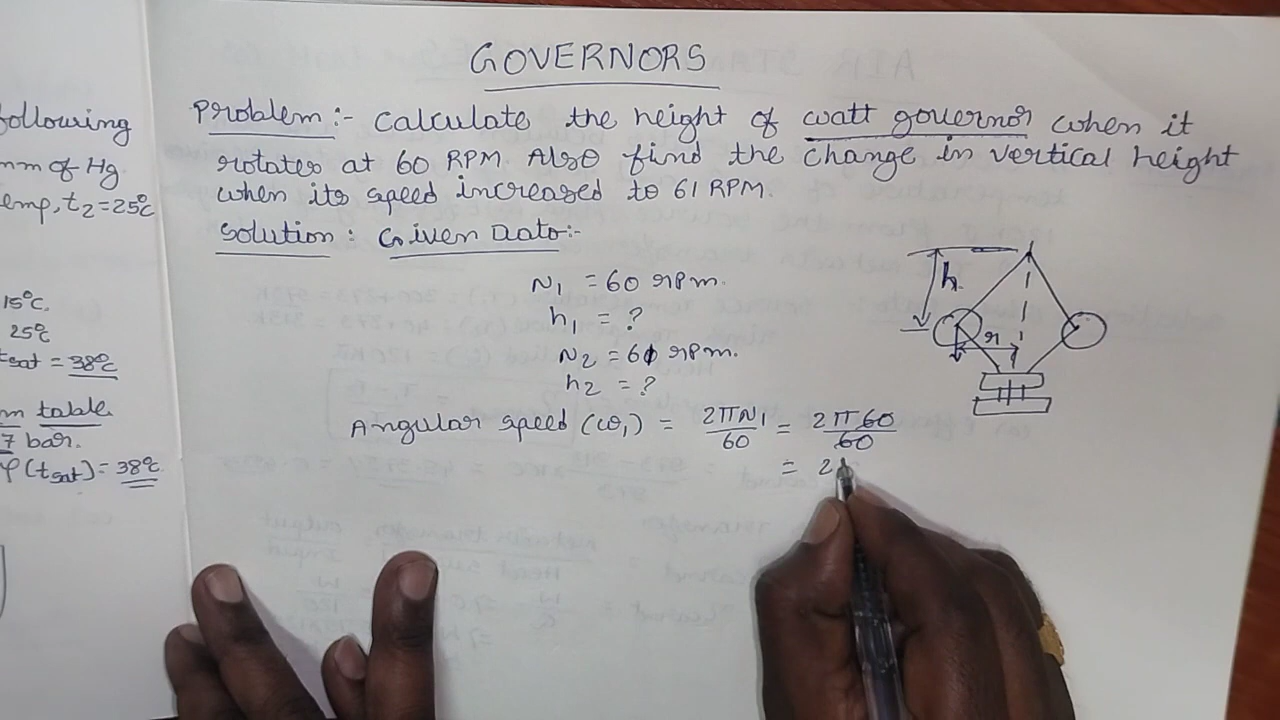 GOVERNORS
Problem:- Calculate the height of watt governor when it
rotates at 60 RPM. Also find the change in vertical height
when its speed increased to 61 RPM.
Solution: Given Data:-
N1 = 60 rpm.
h1 = ?
N2 = 61 rpm.
h2 = ?
Angular speed (ω1) = 2πN1/60 = 2π60/60
= 2
h
r
following
mm of Hg
temp, t2=25°C
15°C.
25°C
tsat = 38°C
table
7 bar.
(tsat)=38°C